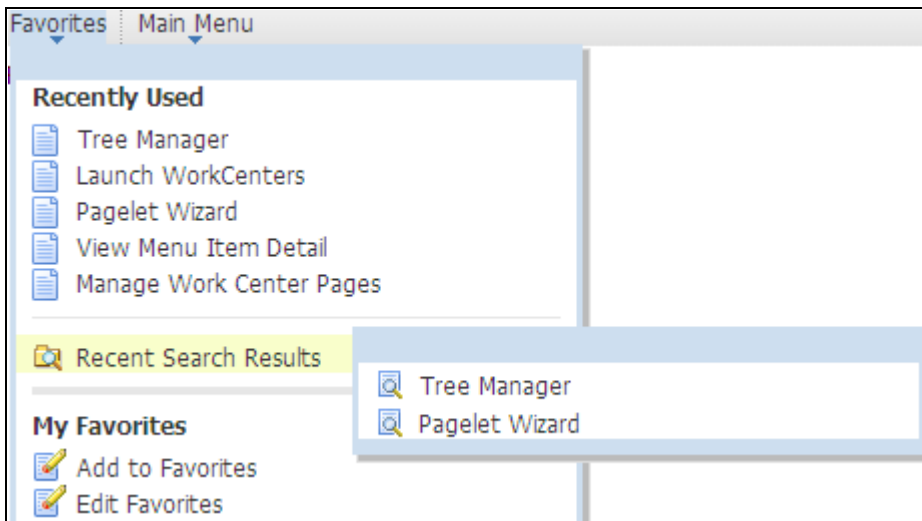 Favorites Main Menu
Recently Used
Tree Manager
Launch WorkCenters
Pagelet Wizard
View Menu Item Detail
Manage Work Center Pages
Recent Search Results
Tree Manager
Pagelet Wizard
My Favorites
Add to Favorites
Edit Favorites